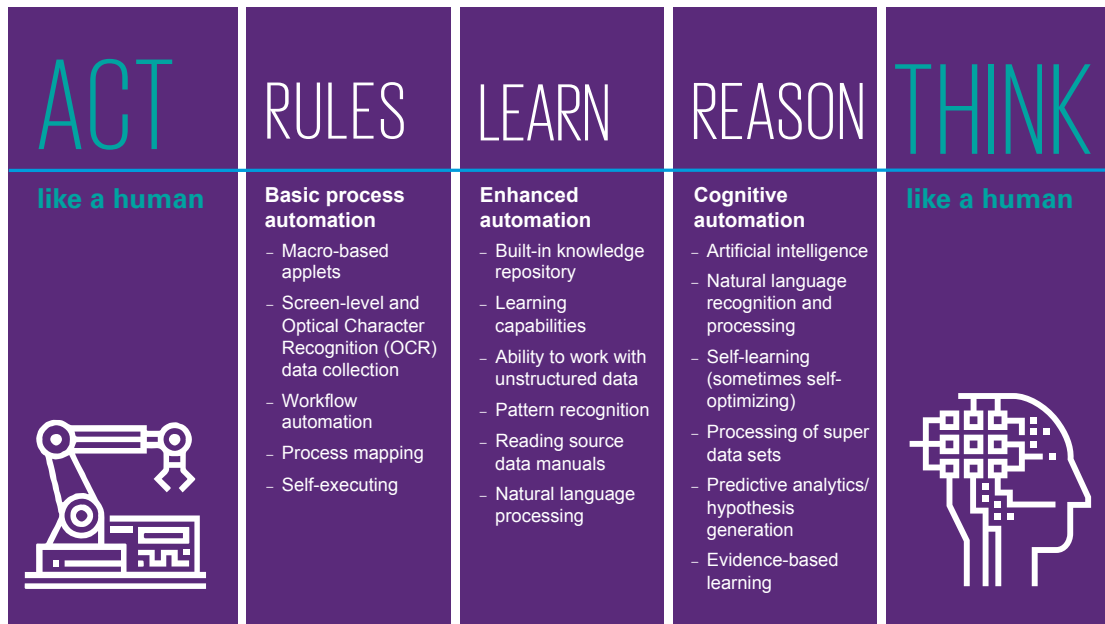 ACT
like a human
RULES
Basic process
automation
– Macro-based
applets
– Screen-level and
Optical Character
Recognition (OCR)
data collection
– Workflow
automation
– Process mapping
– Self-executing
LEARN
Enhanced
automation
– Built-in knowledge
repository
– Learning
capabilities
– Ability to work with
unstructured data
– Pattern recognition
– Reading source
data manuals
– Natural language
processing
REASON
Cognitive
automation
– Artificial intelligence
– Natural language
recognition and
processing
– Self-learning
(sometimes self-
optimizing)
– Processing of super
data sets
– Predictive analytics/
hypothesis
generation
– Evidence-based
learning
THINK
like a human